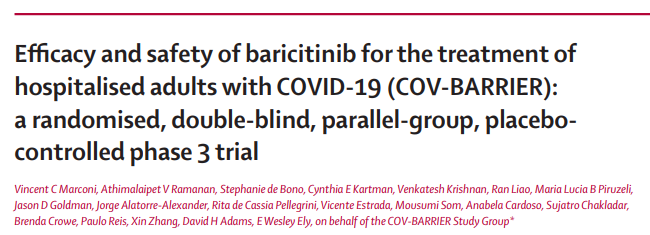 Efficacy and safety of baricitinib for the treatment of
hospitalised adults with COVID-19 (COV-BARRIER):
a randomised, double-blind, parallel-group, placebo-
controlled phase 3 trial
Vincent C Marconi, Athimalaipet V Ramanan, Stephanie de Bono, Cynthia E Kartman, Venkatesh Krishnan, Ran Liao, Maria Lucia B Piruzeli,
Jason D Goldman, Jorge Alatorre-Alexander, Rita de Cassia Pellegrini, Vicente Estrada, Mousumi Som, Anabela Cardoso, Sujatro Chakladar,
Brenda Crowe, Paulo Reis, Xin Zhang, David H Adams, E Wesley Ely, on behalf of the COV-BARRIER Study Group*